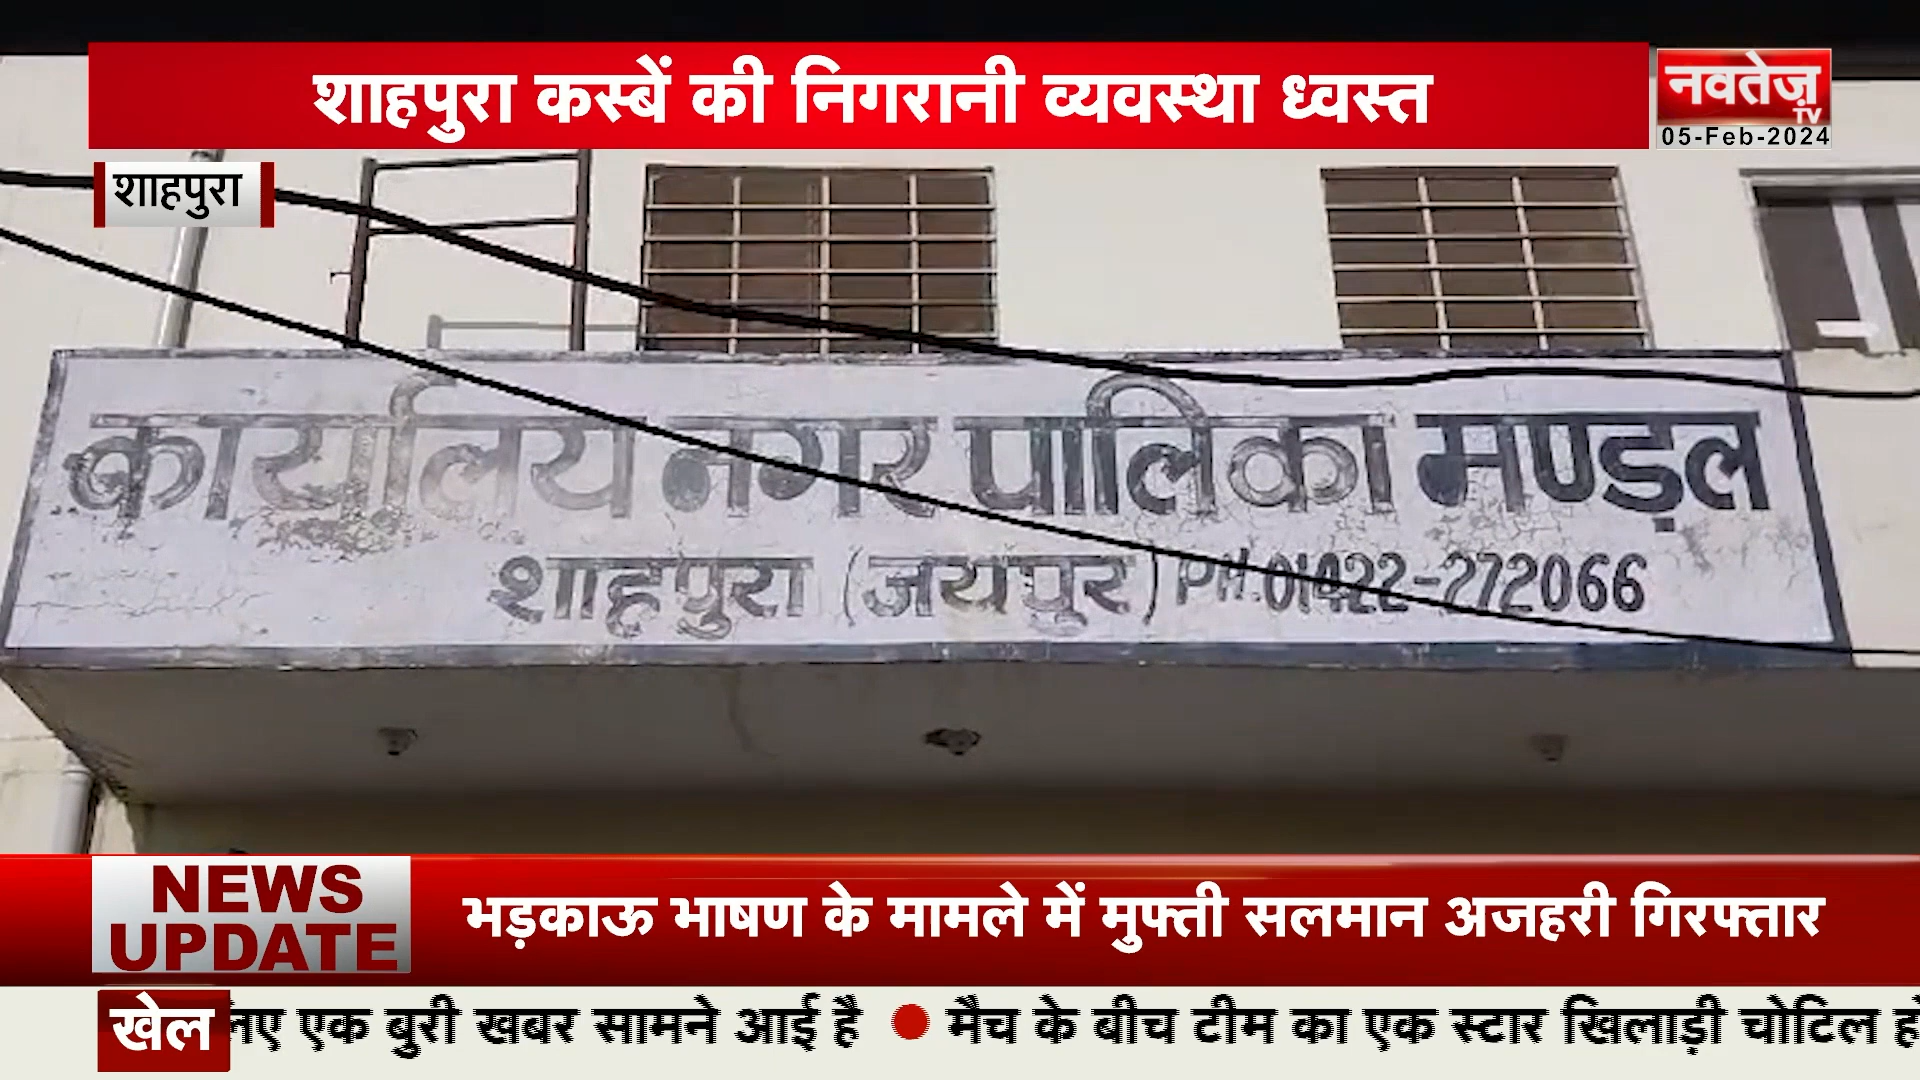 शाहपुरा कस्बें की निगरानी व्यवस्था ध्वस्त
नवतेज़
TV
05-Feb-2024
शाहपुरा
कार्यालय नगर पालिका मण्डल
शाहपुरा (जयपुर) PH.01422-272066
NEWS
UPDATE
भड़काऊ भाषण के मामले में मुफ्ती सलमान अजहरी गिरफ्तार
खेल
एक बुरी खबर सामने आई है ● मैच के बीच टीम का एक स्टार खिलाड़ी चोटिल